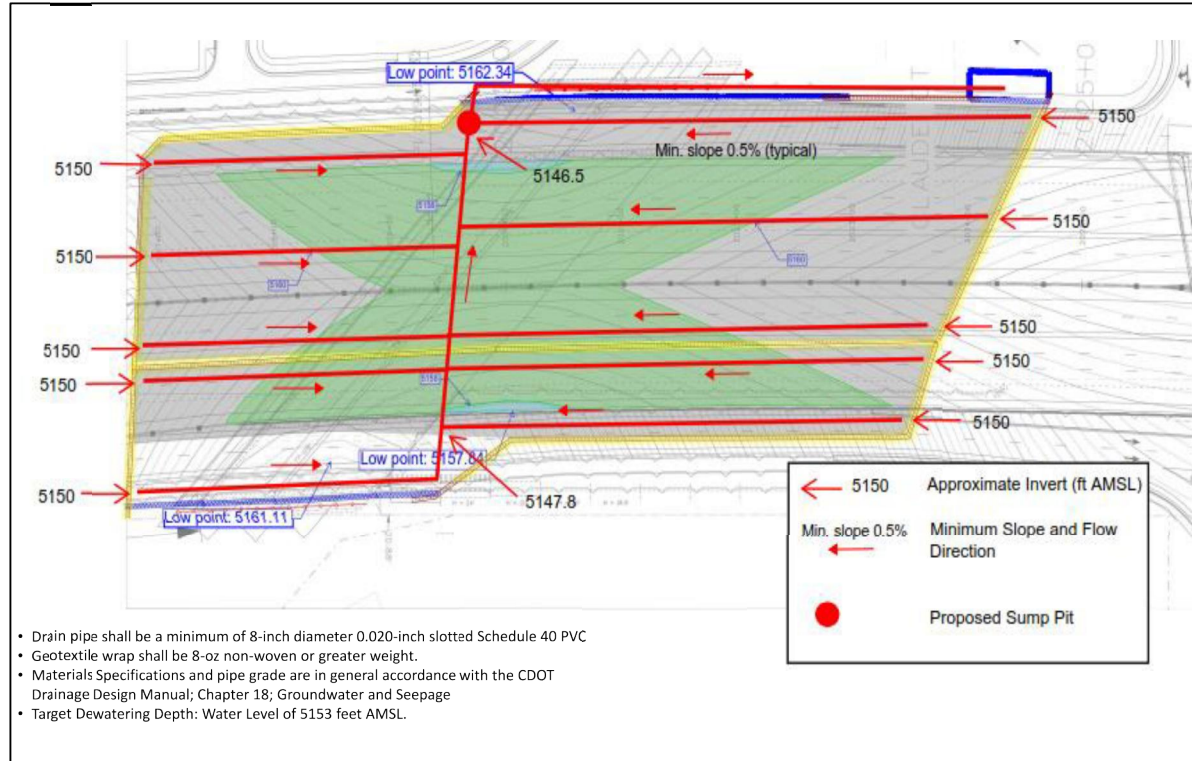 Low point: 5162.34
5150
Min. slope 0.5% (typical)
5150
5146.5
5158
5150
5150
5160
5160
5150
5150
5150
5150
5156
5150
Low point: 5157.84
5150
5147.8
Low point: 5161.11
5150 Approximate Invert (ft AMSL)
Min. slope 0.5% Minimum Slope and Flow
Direction
Proposed Sump Pit
• Drain pipe shall be a minimum of 8-inch diameter 0.020-inch slotted Schedule 40 PVC
• Geotextile wrap shall be 8-oz non-woven or greater weight.
• Materials Specifications and pipe grade are in general accordance with the CDOT
Drainage Design Manual; Chapter 18; Groundwater and Seepage
• Target Dewatering Depth: Water Level of 5153 feet AMSL.